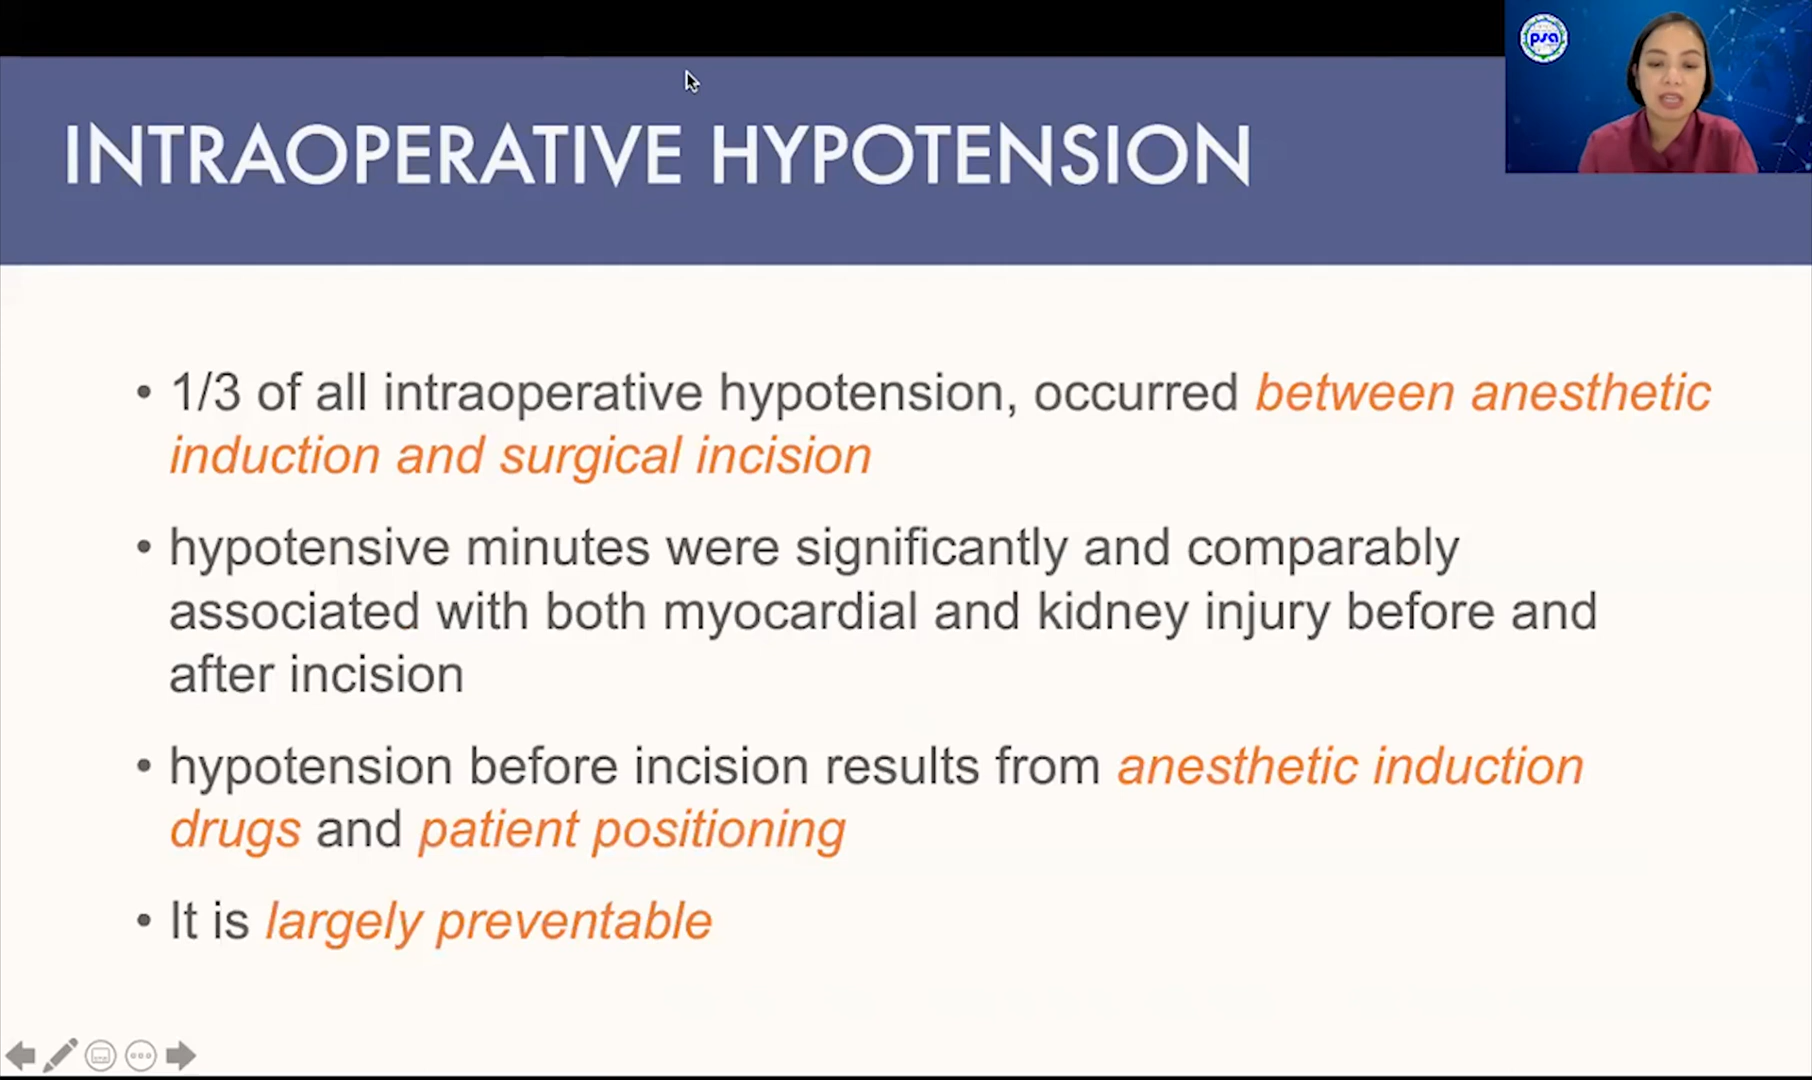 psa
INTRAOPERATIVE HYPOTENSION
• 1/3 of all intraoperative hypotension, occurred between anesthetic
induction and surgical incision
• hypotensive minutes were significantly and comparably
associated with both myocardial and kidney injury before and
after incision
• hypotension before incision results from anesthetic induction
drugs and patient positioning
• It is largely preventable